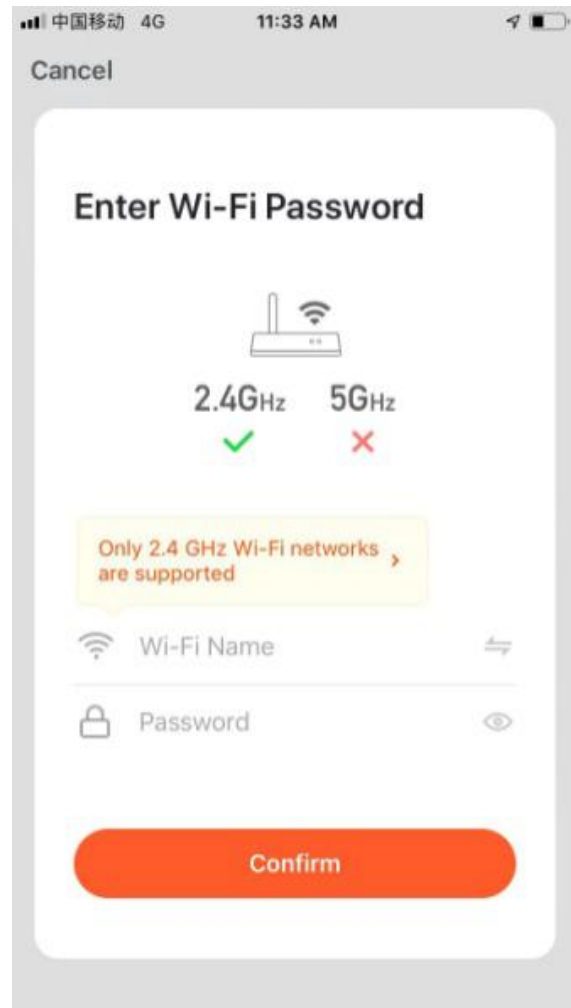 中国移动 4G 11:33 AM
Cancel
Enter Wi-Fi Password
2.4GHz 5GHz
Only 2.4 GHz Wi-Fi networks
are supported
Wi-Fi Name
Password
Confirm